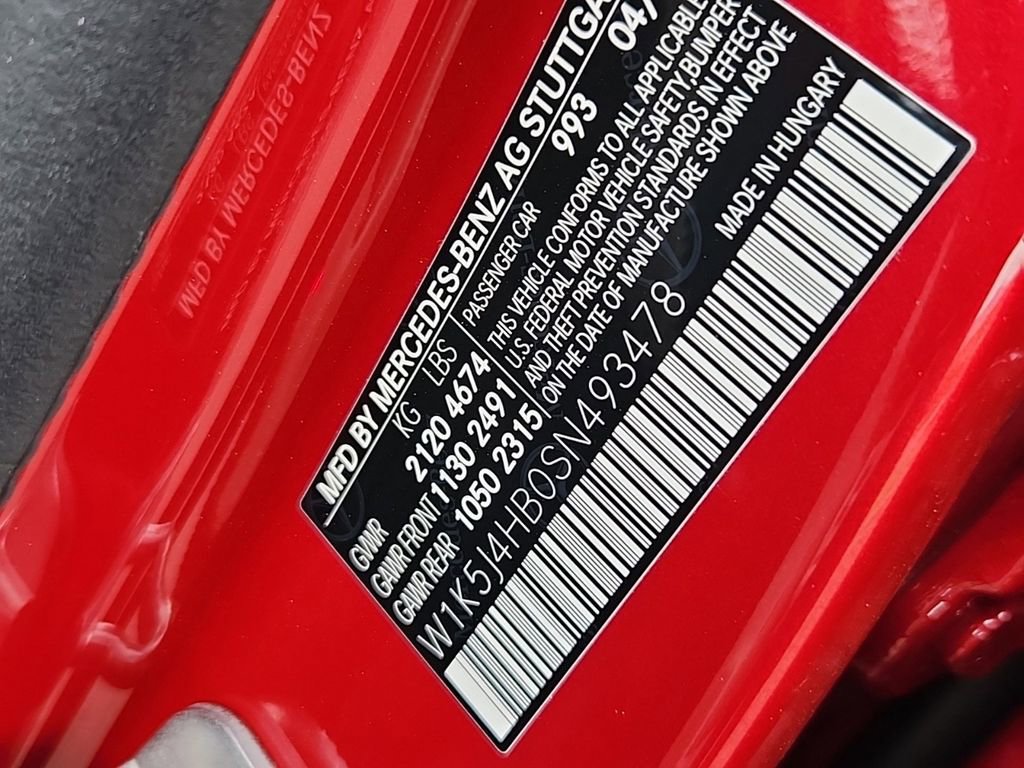 MFD BY MERCEDES-BENZ AG STUTTGA
KG LBS 993 04/
GVWR 2120 4674
GAWR FRONT 1130 2491
GAWR REAR 1050 2315
PASSENGER CAR
THIS VEHICLE CONFORMS TO ALL APPLICABLE
U.S. FEDERAL MOTOR VEHICLE SAFETY,BUMPER
AND THEFT PREVENTION STANDARDS IN EFFECT
ON THE DATE OF MANUFACTURE SHOWN ABOVE
W1K5J4HB0SN493478
MADE IN HUNGARY
MFD BY MERCEDES-BENZ